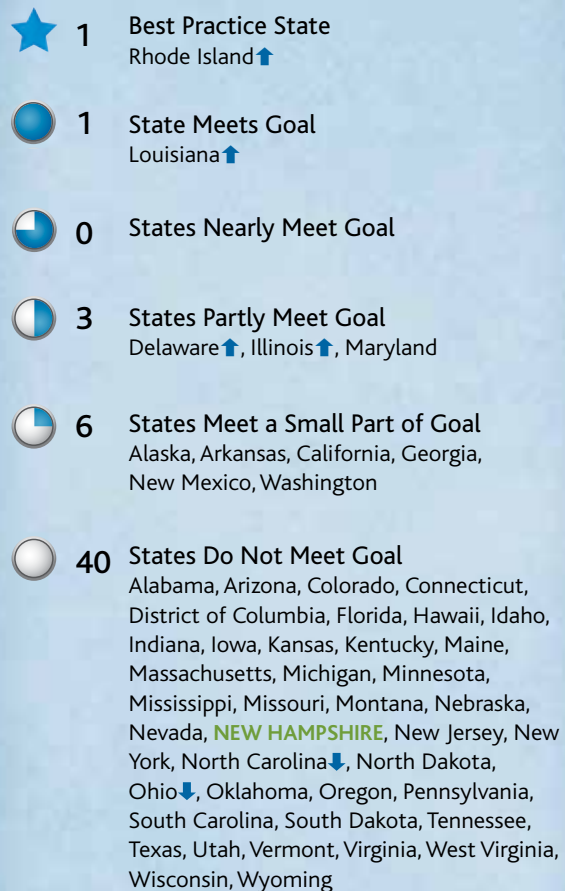 1 Best Practice State
Rhode Island⬆
1 State Meets Goal
Louisiana⬆
0 States Nearly Meet Goal
3 States Partly Meet Goal
Delaware⬆, Illinois⬆, Maryland
6 States Meet a Small Part of Goal
Alaska, Arkansas, California, Georgia,
New Mexico, Washington
40 States Do Not Meet Goal
Alabama, Arizona, Colorado, Connecticut,
District of Columbia, Florida, Hawaii, Idaho,
Indiana, Iowa, Kansas, Kentucky, Maine,
Massachusetts, Michigan, Minnesota,
Mississippi, Missouri, Montana, Nebraska,
Nevada, NEW HAMPSHIRE, New Jersey, New
York, North Carolina⬇, North Dakota,
Ohio⬇, Oklahoma, Oregon, Pennsylvania,
South Carolina, South Dakota, Tennessee,
Texas, Utah, Vermont, Virginia, West Virginia,
Wisconsin, Wyoming